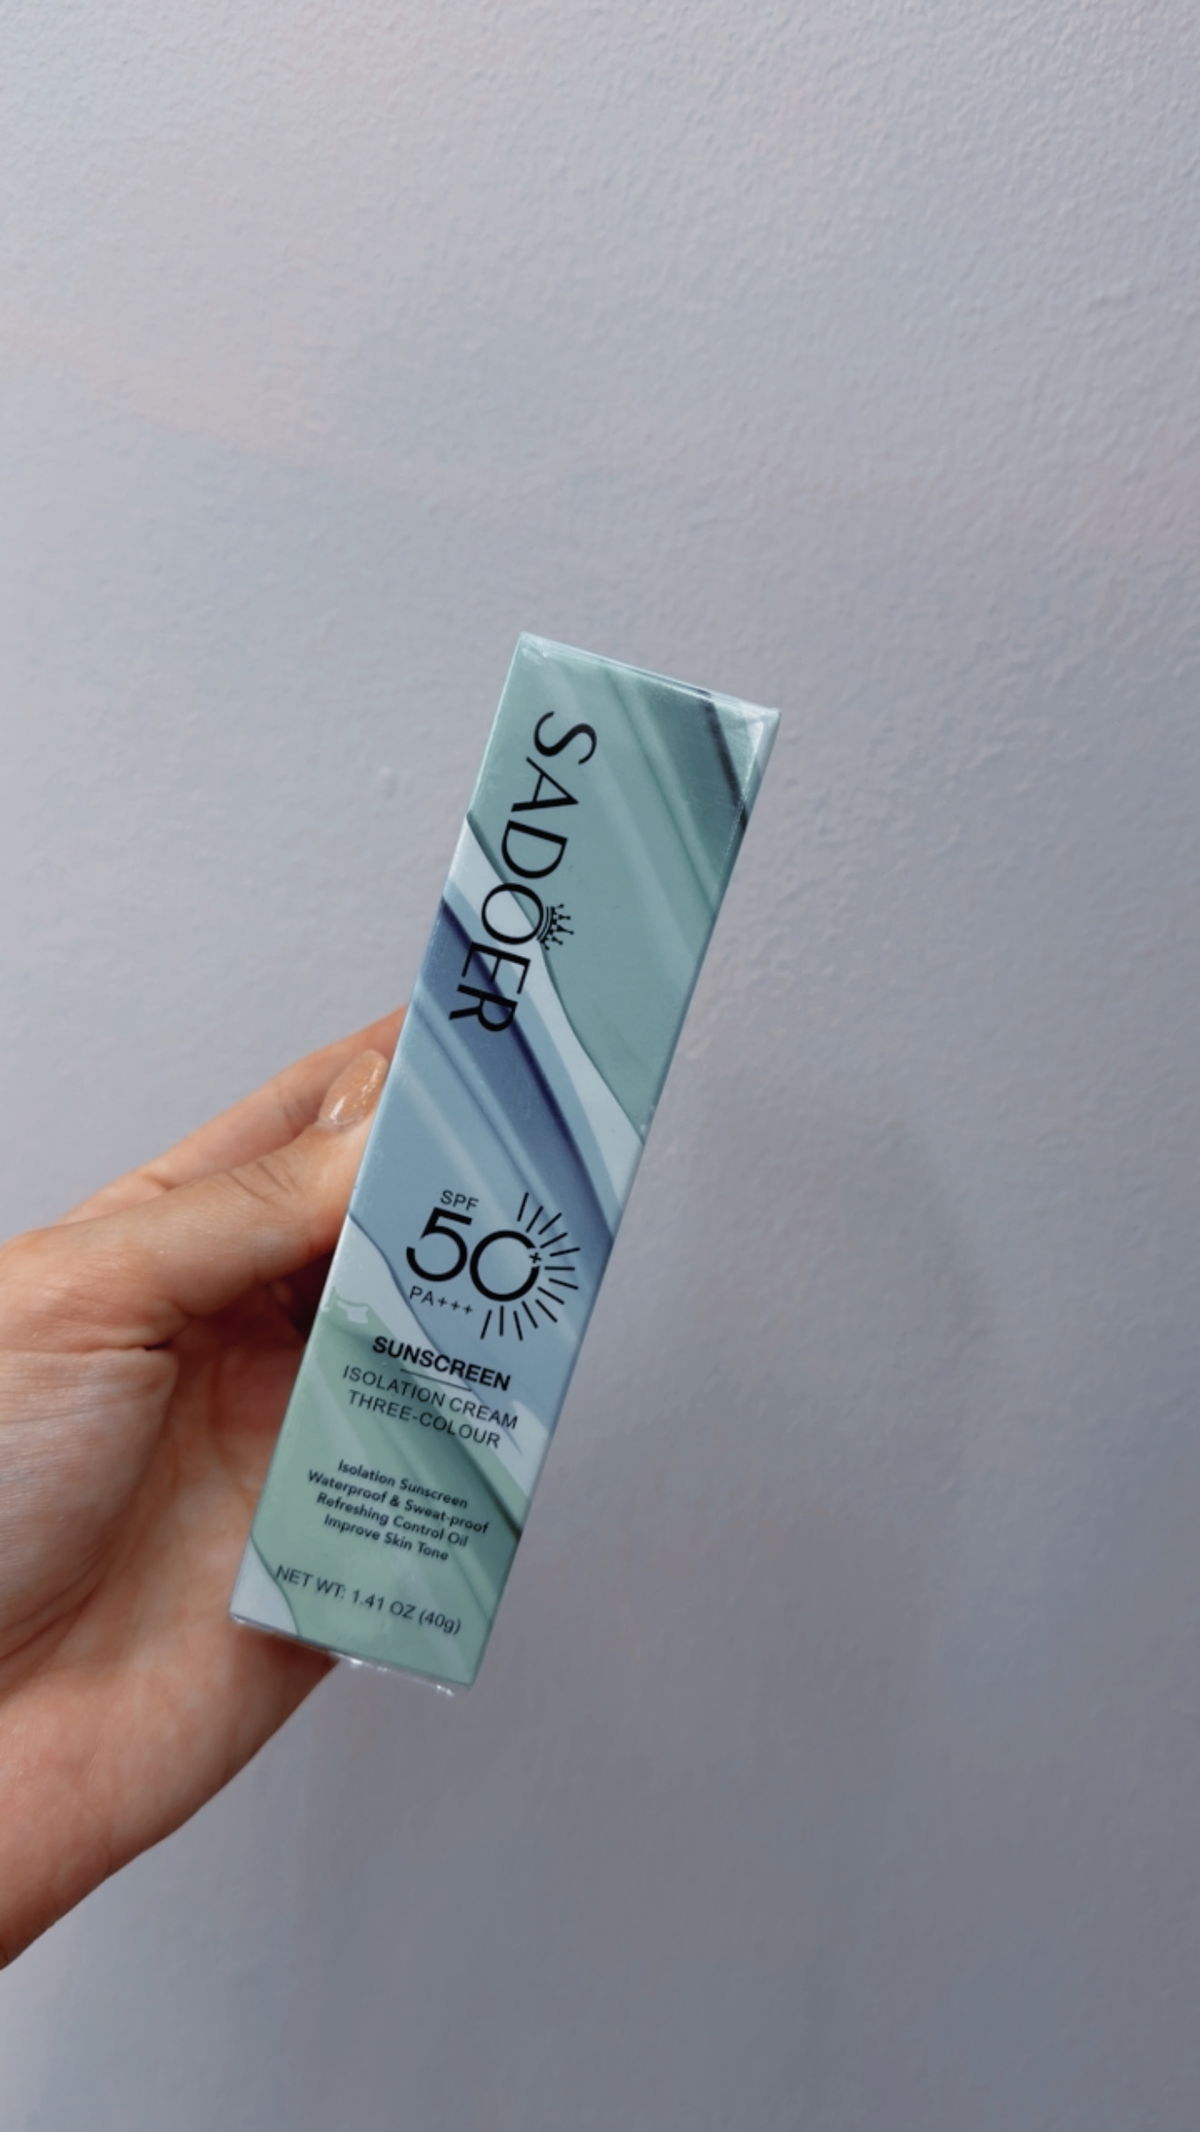 SADOER
SPF
50+
PA+++
SUNSCREEN
ISOLATION CREAM
THREE-COLOUR
Isolation Sunscreen
Waterproof & Sweat-proof
Refreshing Control Oil
Improve Skin Tone
NET WT: 1.41 OZ (40g)